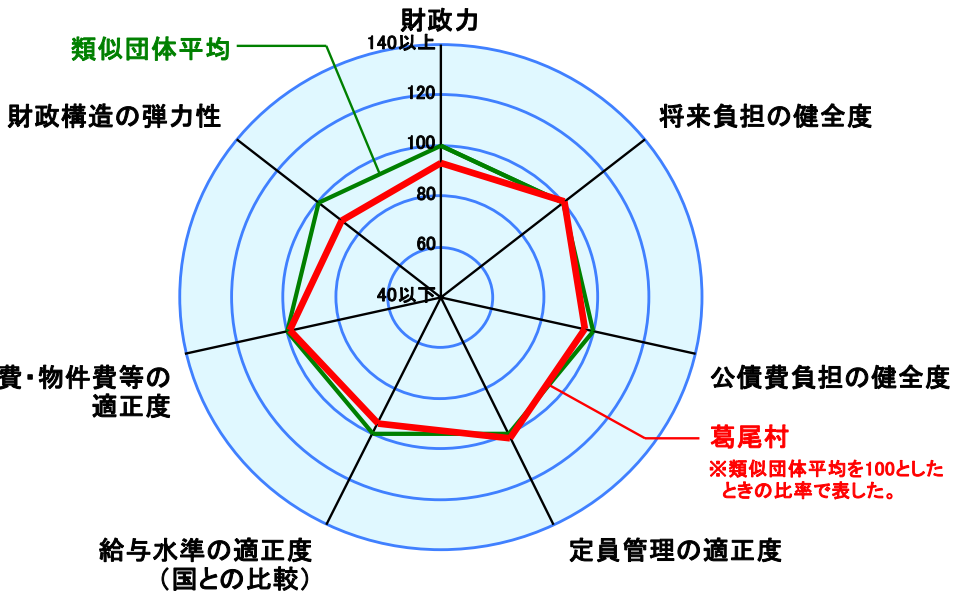 財政力
140以上
類似団体平均
120
財政構造の弾力性
将来負担の健全度
100
80
60
40以下
費・物件費等の
適正度
公債費負担の健全度
葛尾村
※類似団体平均を100とした
ときの比率で表した。
給与水準の適正度
(国との比較)
定員管理の適正度